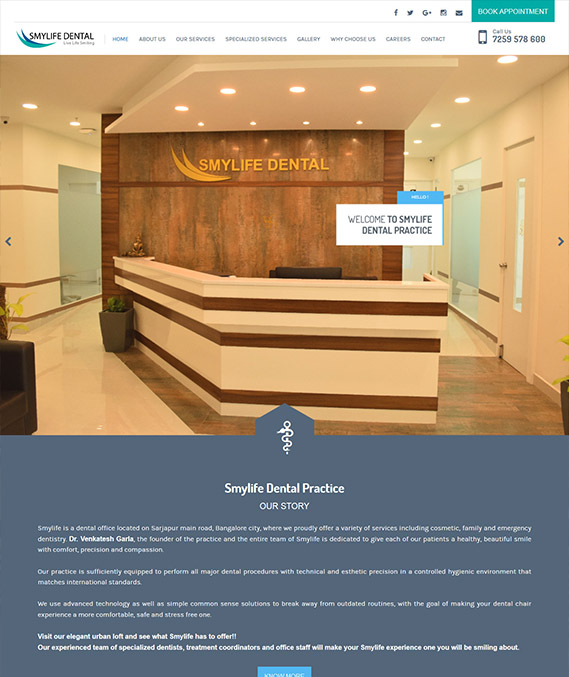 BOOK APPOINTMENT
SMYLIFE DENTAL
Live Life Smiling
HOME ABOUT US OUR SERVICES SPECIALIZED SERVICES GALLERY WHY CHOOSE US CAREERS CONTACT
Call Us
7259 578 600
SMYLIFE DENTAL
HELLO !
WELCOME TO SMYLIFE
DENTAL PRACTICE
Smylife Dental Practice
OUR STORY
Smylife is a dental office located on Sarjapur main road, Bangalore city, where we proudly offer a variety of services including cosmetic, family and emergency
dentistry. Dr. Venkatesh Garla, the founder of the practice and the entire team of Smylife is dedicated to give each of our patients a healthy, beautiful smile
with comfort, precision and compassion.
Our practice is sufficiently equipped to perform all major dental procedures with technical and esthetic precision in a controlled hygienic environment that
matches international standards.
We use advanced technology as well as simple common sense solutions to break away from outdated routines, with the goal of making your dental chair
experience a more comfortable, safe and stress free one.
Visit our elegant urban loft and see what Smylife has to offer!!
Our experienced team of specialized dentists, treatment coordinators and office staff will make your Smylife experience one you will be smiling about.
KNOW MORE